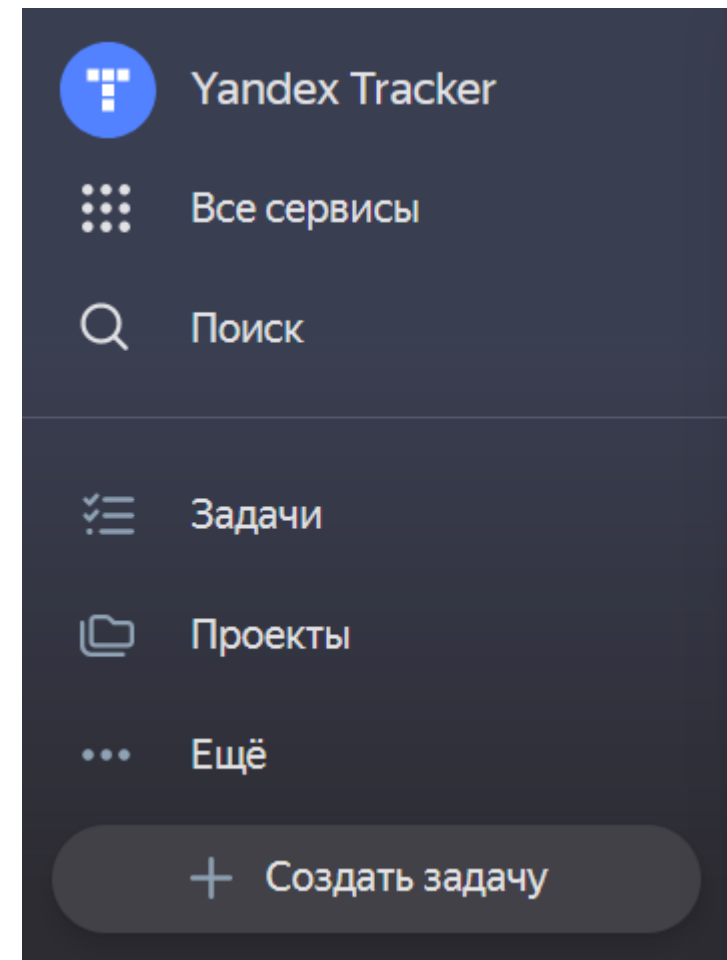 Yandex Tracker
Все сервисы
Поиск
Задачи
Проекты
Ещё
Создать задачу